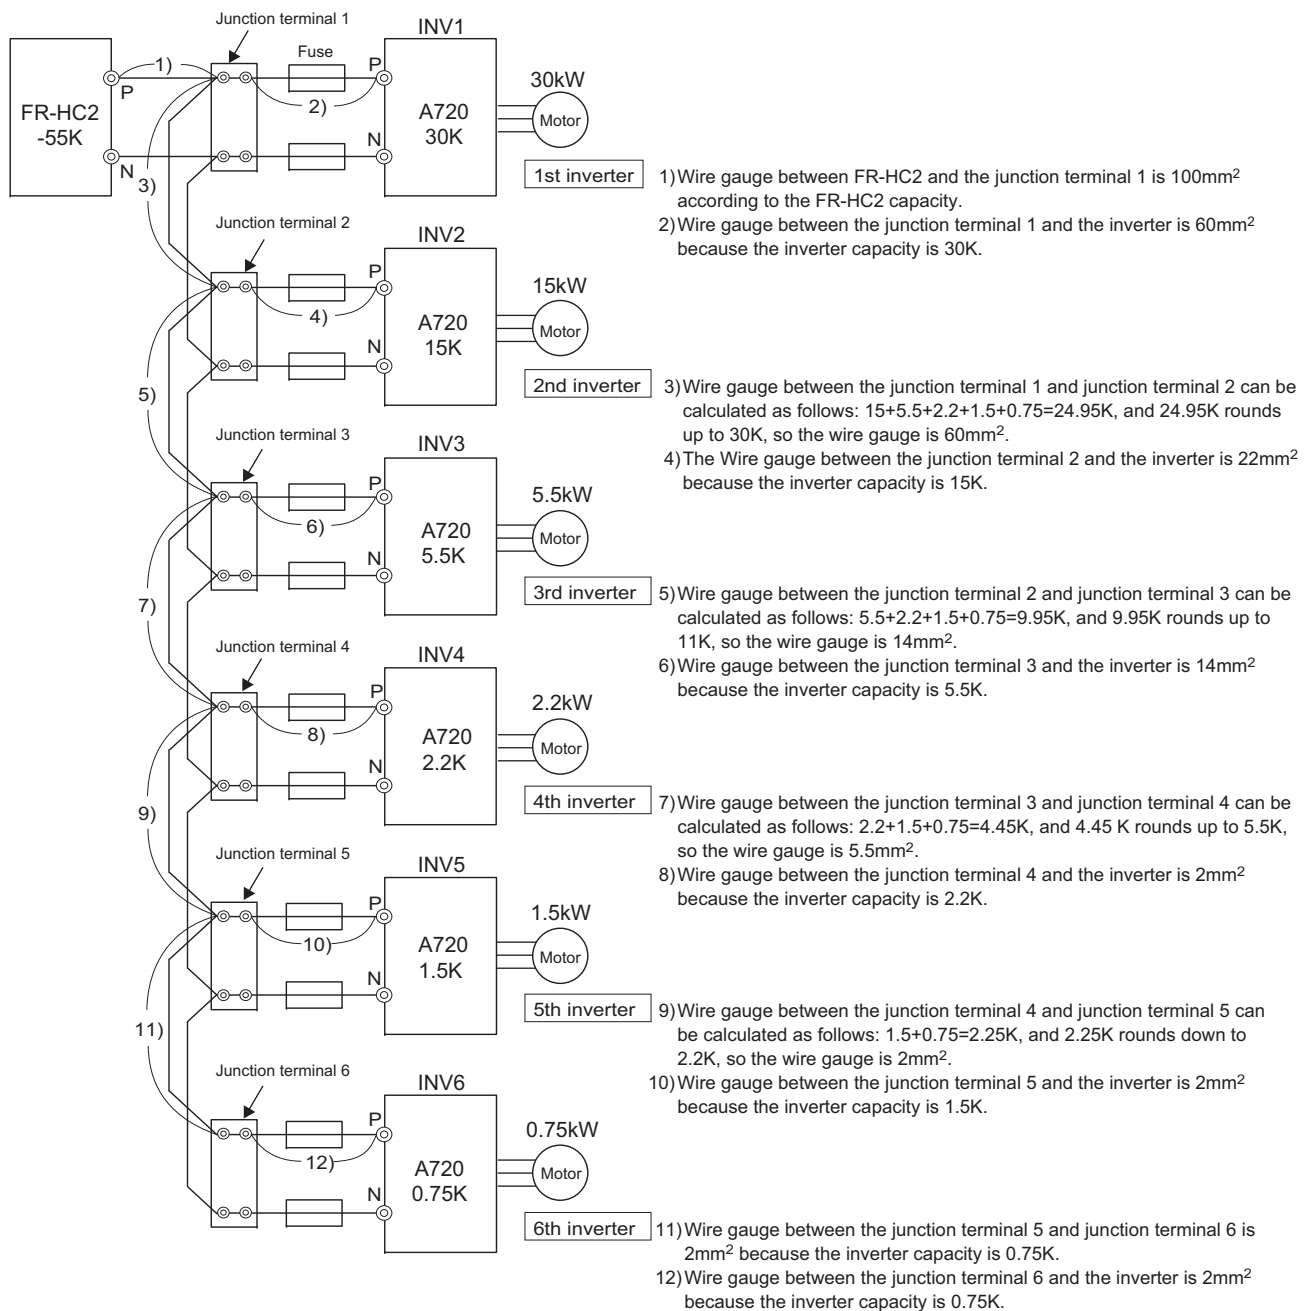 Junction terminal 1
INV1
Fuse
1)
P
P
FR-HC2
-55K
2)
A720
30K
30kW
Motor
N
N
3)
1st inverter
1)Wire gauge between FR-HC2 and the junction terminal 1 is 100mm²
according to the FR-HC2 capacity.
2)Wire gauge between the junction terminal 1 and the inverter is 60mm²
because the inverter capacity is 30K.
Junction terminal 2
INV2
P
4)
A720
15K
15kW
Motor
N
5)
2nd inverter
3)Wire gauge between the junction terminal 1 and junction terminal 2 can be
calculated as follows: 15+5.5+2.2+1.5+0.75=24.95K, and 24.95K rounds
up to 30K, so the wire gauge is 60mm².
4)The Wire gauge between the junction terminal 2 and the inverter is 22mm²
because the inverter capacity is 15K.
Junction terminal 3
INV3
P
6)
A720
5.5K
5.5kW
Motor
N
7)
3rd inverter
5)Wire gauge between the junction terminal 2 and junction terminal 3 can be
calculated as follows: 5.5+2.2+1.5+0.75=9.95K, and 9.95K rounds up to
11K, so the wire gauge is 14mm².
6)Wire gauge between the junction terminal 3 and the inverter is 14mm²
because the inverter capacity is 5.5K.
Junction terminal 4
INV4
P
8)
A720
2.2K
2.2kW
Motor
N
9)
4th inverter
7)Wire gauge between the junction terminal 3 and junction terminal 4 can be
calculated as follows: 2.2+1.5+0.75=4.45K, and 4.45 K rounds up to 5.5K,
so the wire gauge is 5.5mm².
8)Wire gauge between the junction terminal 4 and the inverter is 2mm²
because the inverter capacity is 2.2K.
Junction terminal 5
INV5
P
10)
A720
1.5K
1.5kW
Motor
N
11)
5th inverter
9)Wire gauge between the junction terminal 4 and junction terminal 5 can
be calculated as follows: 1.5+0.75=2.25K, and 2.25K rounds down to
2.2K, so the wire gauge is 2mm².
10)Wire gauge between the junction terminal 5 and the inverter is 2mm²
because the inverter capacity is 1.5K.
Junction terminal 6
INV6
P
12)
A720
0.75K
0.75kW
Motor
N
6th inverter
11)Wire gauge between the junction terminal 5 and junction terminal 6 is
2mm² because the inverter capacity is 0.75K.
12)Wire gauge between the junction terminal 6 and the inverter is 2mm²
because the inverter capacity is 0.75K.